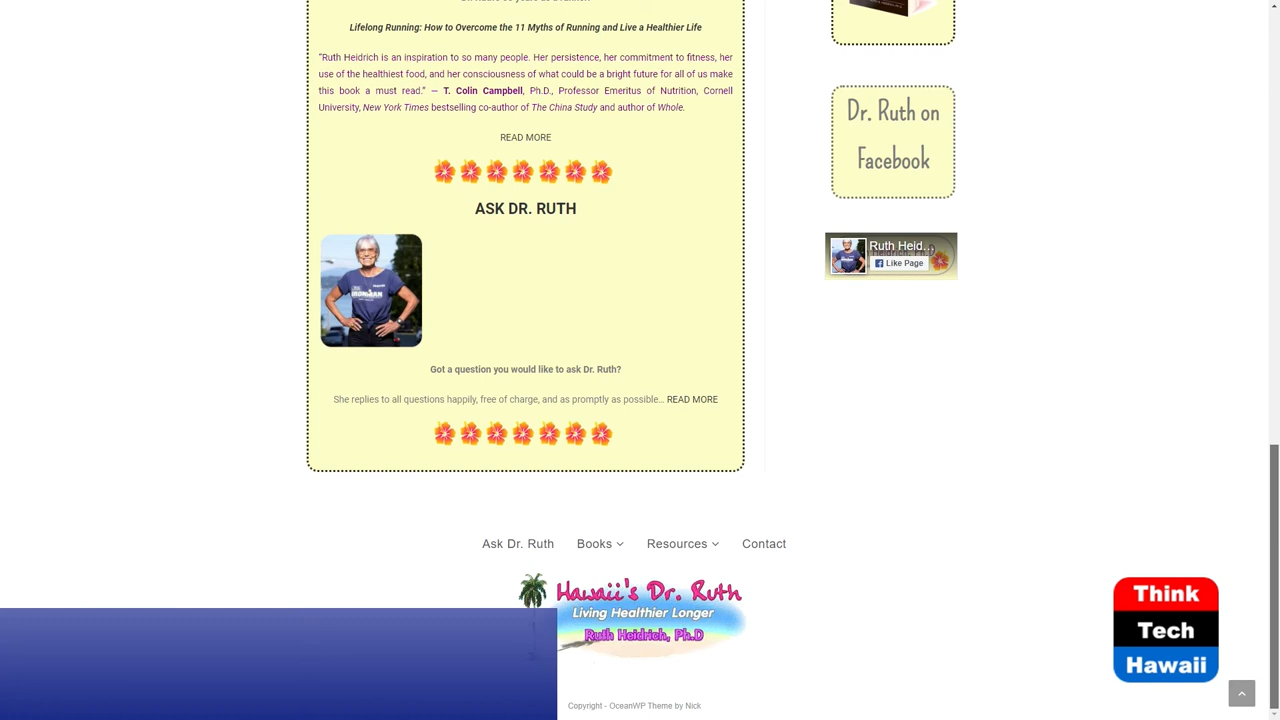 Lifelong Running: How to Overcome the 11 Myths of Running and Live a Healthier Life
“Ruth Heidrich is an inspiration to so many people. Her persistence, her commitment to fitness, her
use of the healthiest food, and her consciousness of what could be a bright future for all of us make
this book a must read.” — T. Colin Campbell, Ph.D., Professor Emeritus of Nutrition, Cornell
University, New York Times bestselling co-author of The China Study and author of Whole.
READ MORE
ASK DR. RUTH
IRONMAN
Got a question you would like to ask Dr. Ruth?
She replies to all questions happily, free of charge, and as promptly as possible… READ MORE
Dr. Ruth on
Facebook
Ruth Heid...
Like Page
Ask Dr. Ruth
Books
Resources
Contact
Hawaii's Dr. Ruth
Living Healthier Longer
Ruth Heidrich, Ph.D
Think
Tech
Hawaii
Copyright - OceanWP Theme by Nick